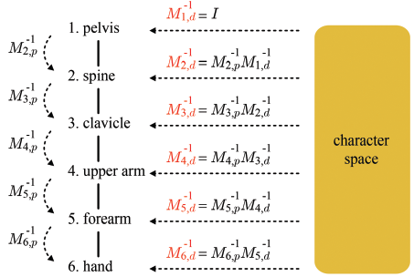 M_{1,d}^{-1} = I
1. pelvis
M_{2,p}^{-1}
M_{2,d}^{-1} = M_{2,p}^{-1} M_{1,d}^{-1}
2. spine
M_{3,p}^{-1}
M_{3,d}^{-1} = M_{3,p}^{-1} M_{2,d}^{-1}
3. clavicle
M_{4,p}^{-1}
M_{4,d}^{-1} = M_{4,p}^{-1} M_{3,d}^{-1}
4. upper arm
M_{5,p}^{-1}
M_{5,d}^{-1} = M_{5,p}^{-1} M_{4,d}^{-1}
5. forearm
M_{6,p}^{-1}
M_{6,d}^{-1} = M_{6,p}^{-1} M_{5,d}^{-1}
6. hand
character
space